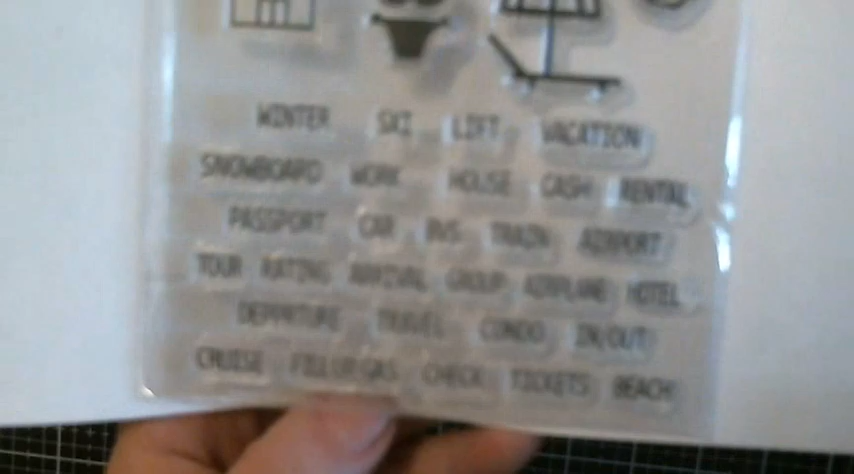 WINTER SKI LIFT VACATION
SNOWBOARD WORK HOUSE CASH RENTAL
PASSPORT CAR BUS TRAIN AIRPORT
TOUR RATING ARRIVAL GROUP AIRPLANE HOTEL
DEPARTURE TRAVEL CONDO IN/OUT
CRUISE FILL UP GAS CHECK TICKETS BEACH